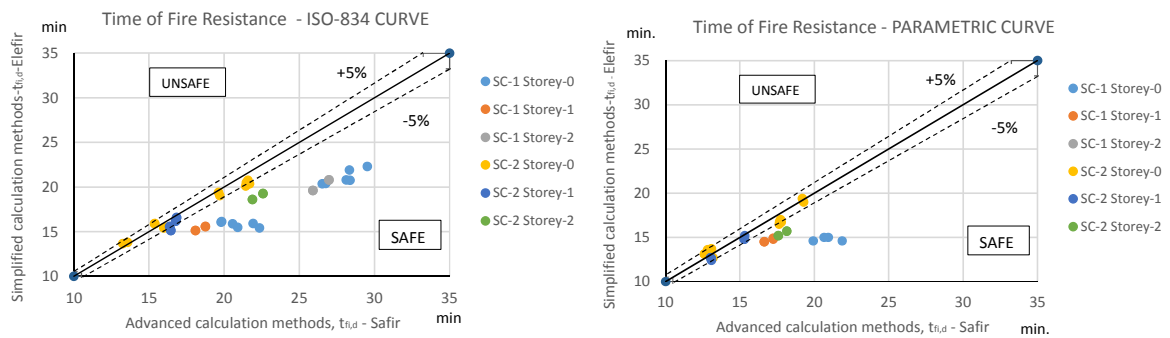 Time of Fire Resistance - ISO-834 CURVE
min
Simplified calculation methods-tfi,d-Elefir
35
30
25
20
15
10
UNSAFE
+5%
-5%
SAFE
10 15 20 25 30 35
Advanced calculation methods, tfi,d - Safir
min
SC-1 Storey-0
SC-1 Storey-1
SC-1 Storey-2
SC-2 Storey-0
SC-2 Storey-1
SC-2 Storey-2
Time of Fire Resistance - PARAMETRIC CURVE
min.
Simplified calculation methods-tfi,d - Elefir
35
30
25
20
15
10
UNSAFE
+5%
-5%
SAFE
10 15 20 25 30 35
Advanced calculation methods, tfi,d - Safir
min.
SC-1 Storey-0
SC-1 Storey-1
SC-1 Storey-2
SC-2 Storey-0
SC-2 Storey-1
SC-2 Storey-2